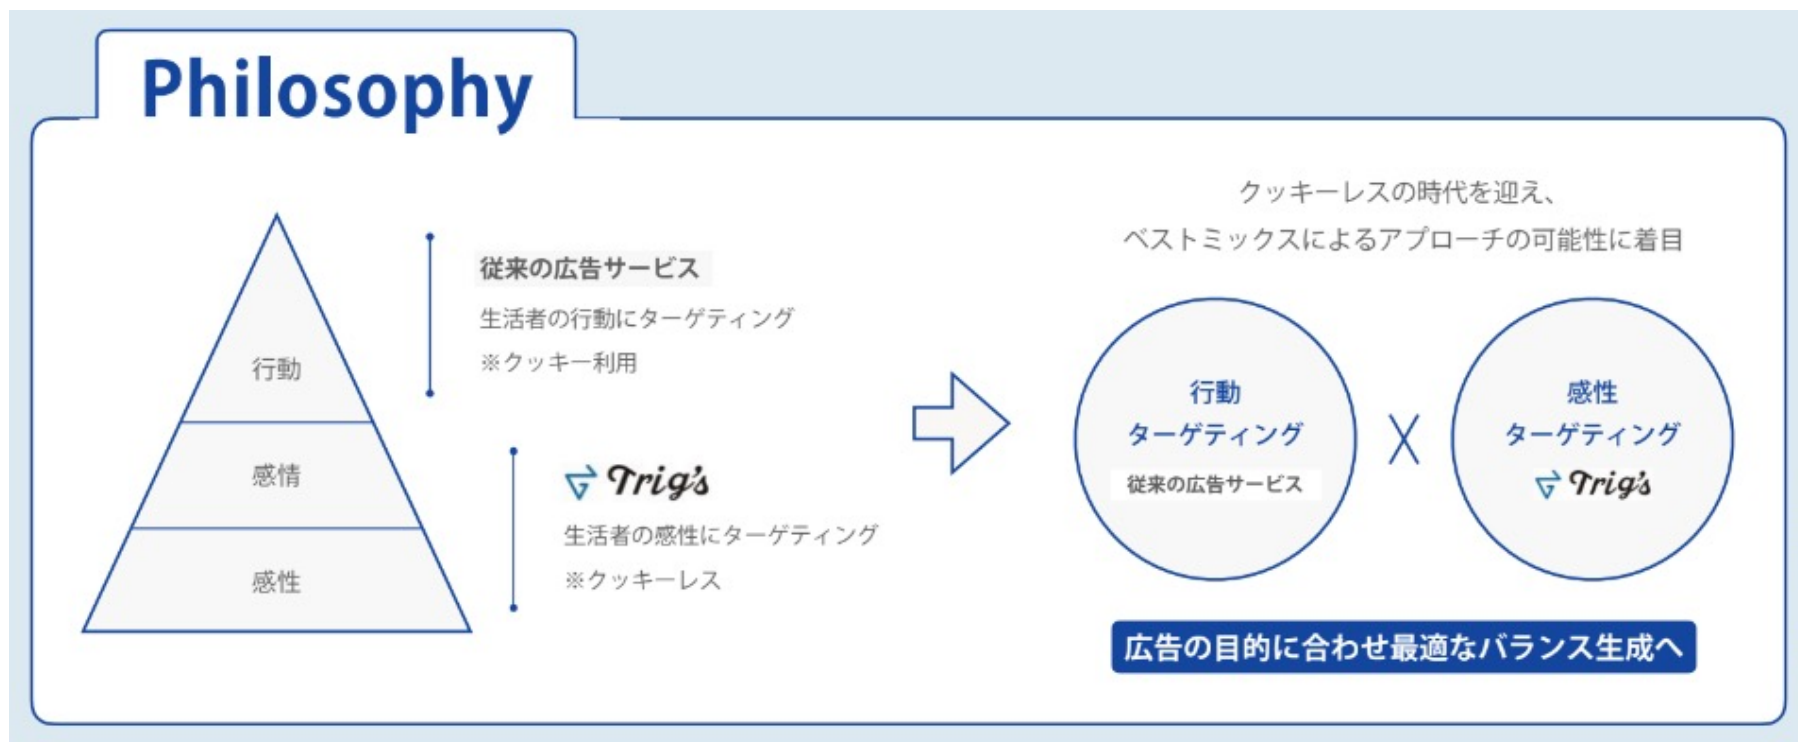 Philosophy
行動
感情
感性
従来の広告サービス
生活者の行動にターゲティング
※クッキー利用
Trig's
生活者の感性にターゲティング
※クッキーレス
クッキーレスの時代を迎え、
ベストミックスによるアプローチの可能性に着目
行動
ターゲティング
従来の広告サービス
X
感性
ターゲティング
Trig's
広告の目的に合わせ最適なバランス生成へ